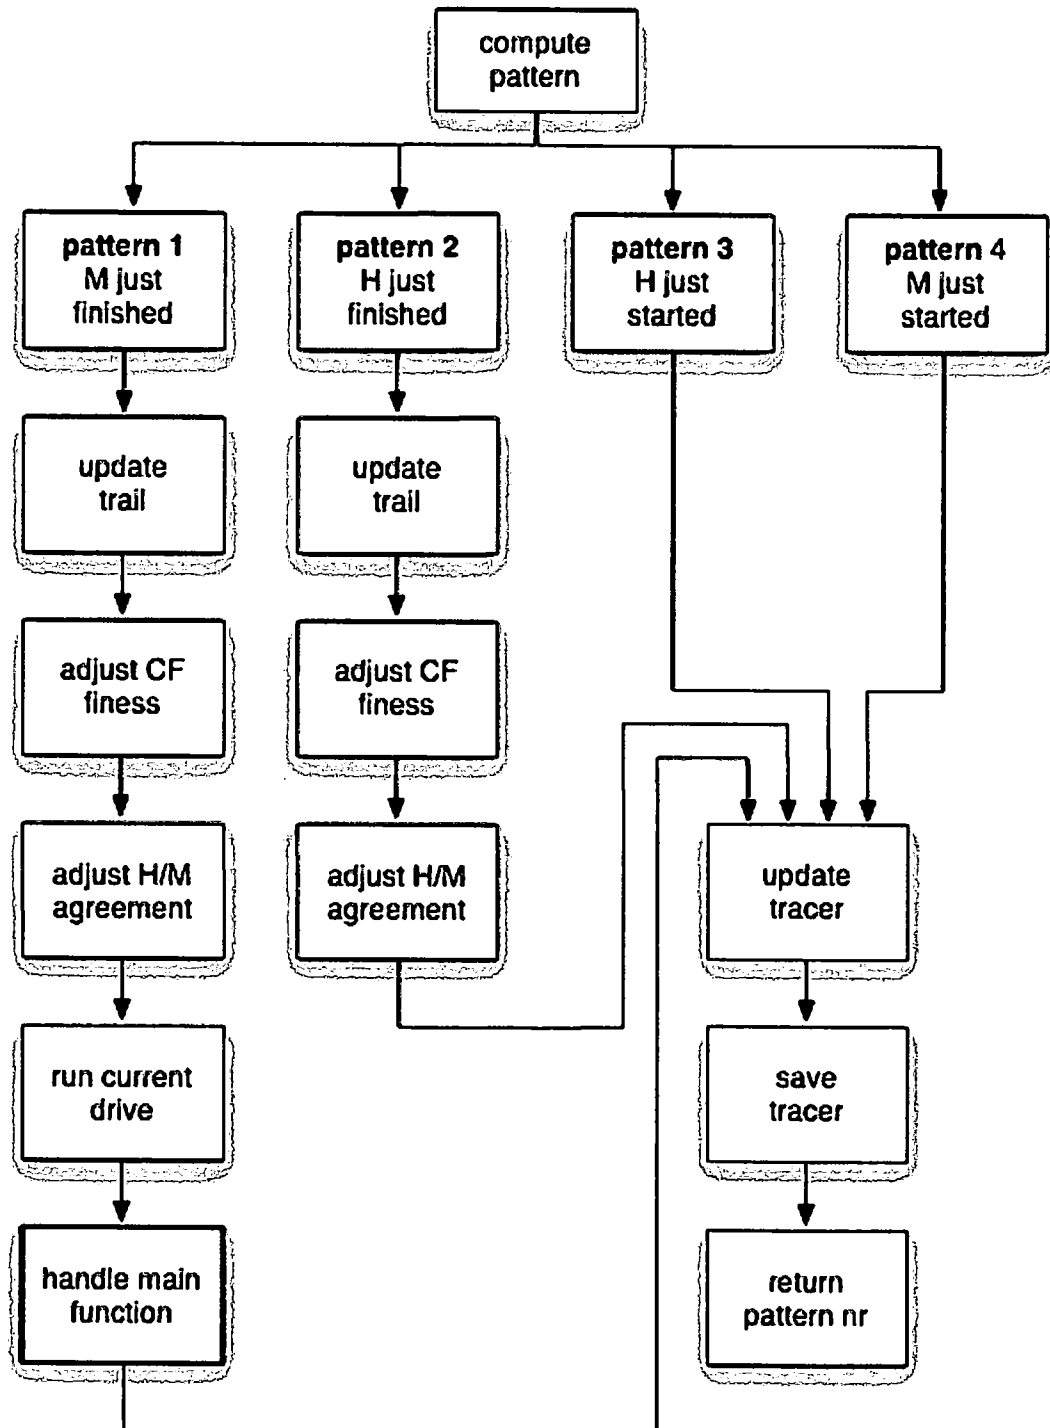 compute
pattern
pattern 1
M just
finished
pattern 2
H just
finished
pattern 3
H just
started
pattern 4
M just
started
update
trail
update
trail
adjust CF
finess
adjust CF
finess
adjust H/M
agreement
adjust H/M
agreement
update
tracer
run current
drive
save
tracer
handle main
function
return
pattern nr